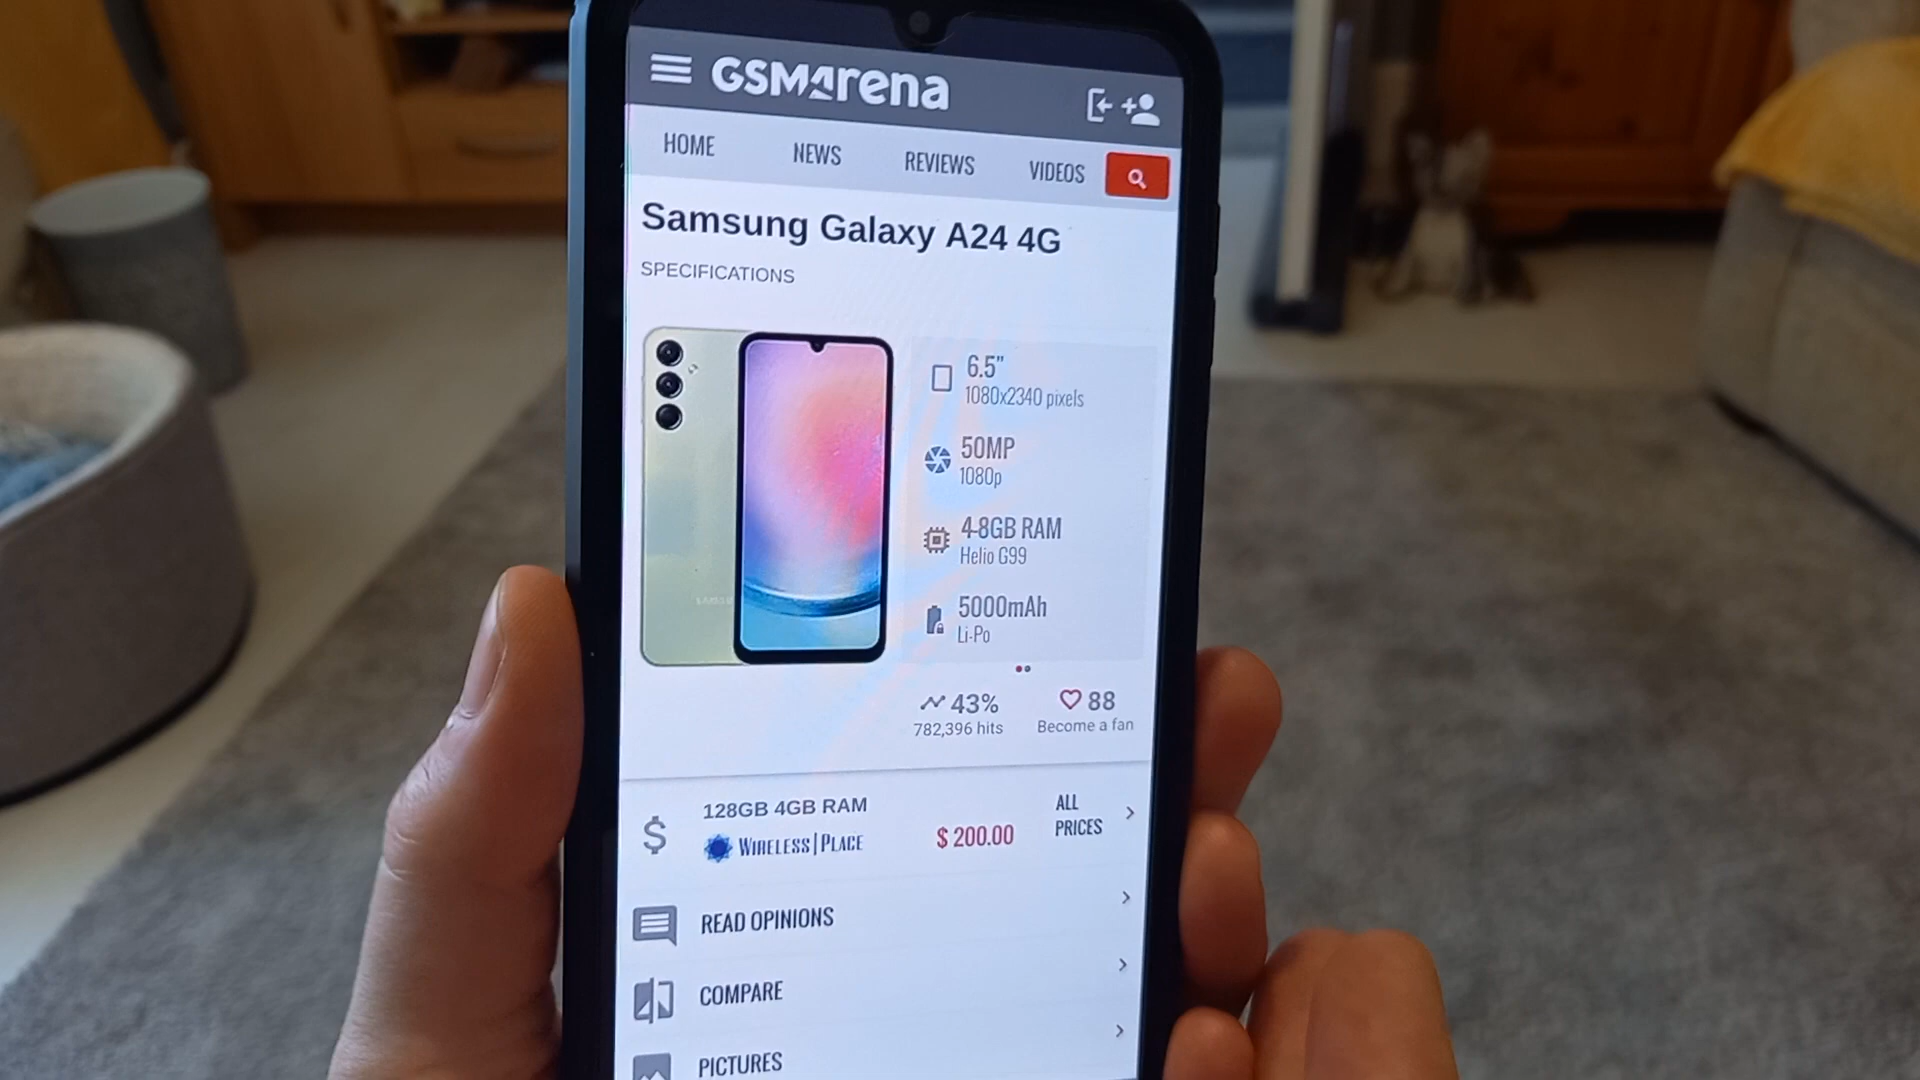 GSMArena
HOME NEWS REVIEWS VIDEOS
Samsung Galaxy A24 4G
SPECIFICATIONS
6.5"
1080x2340 pixels
50MP
1080p
4-8GB RAM
Helio G99
5000mAh
Li-Po
SAMSU
43%
782,396 hits
88
Become a fan
128GB 4GB RAM
WIRELESS|PLACE
$ 200.00
ALL
PRICES
READ OPINIONS
COMPARE
PICTURES